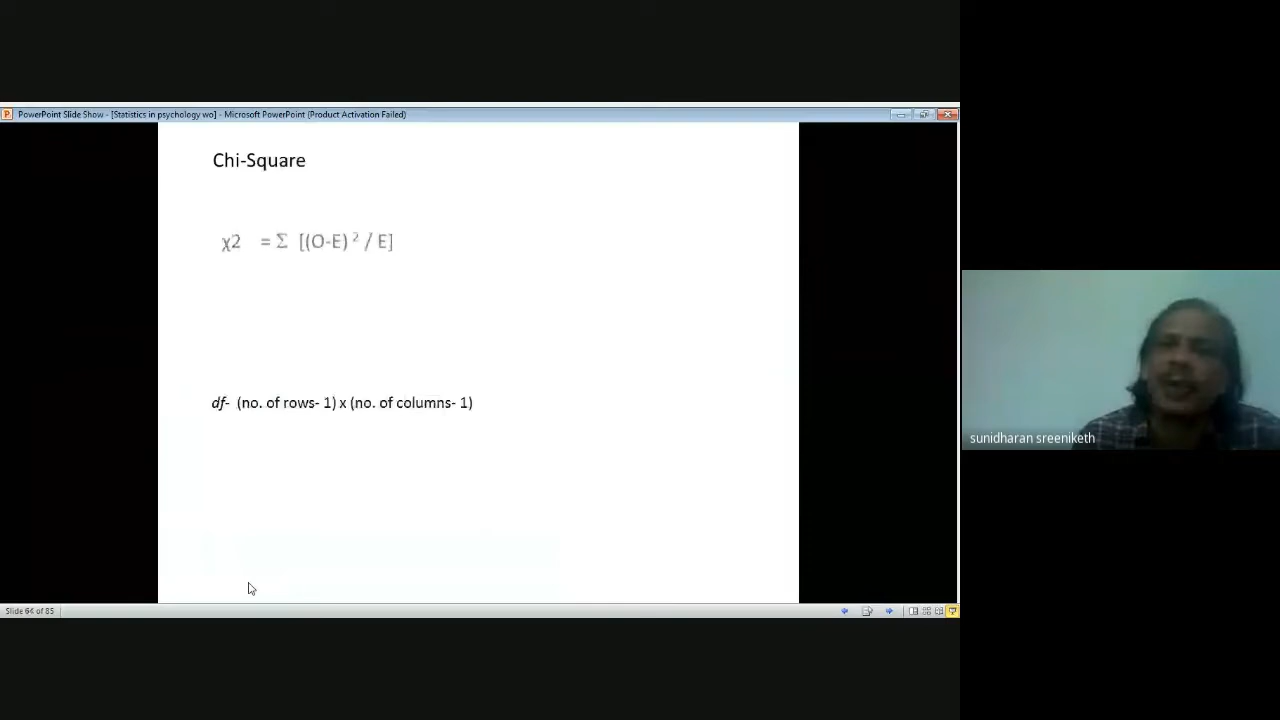 PowerPoint Slide Show - [Statistics in psychology wo] - Microsoft PowerPoint (Product Activation Failed)
Chi-Square
χ2 = Σ [(O-E) ² / E]
df- (no. of rows- 1) x (no. of columns- 1)
sunidharan sreeniketh
Slide 64 of 85